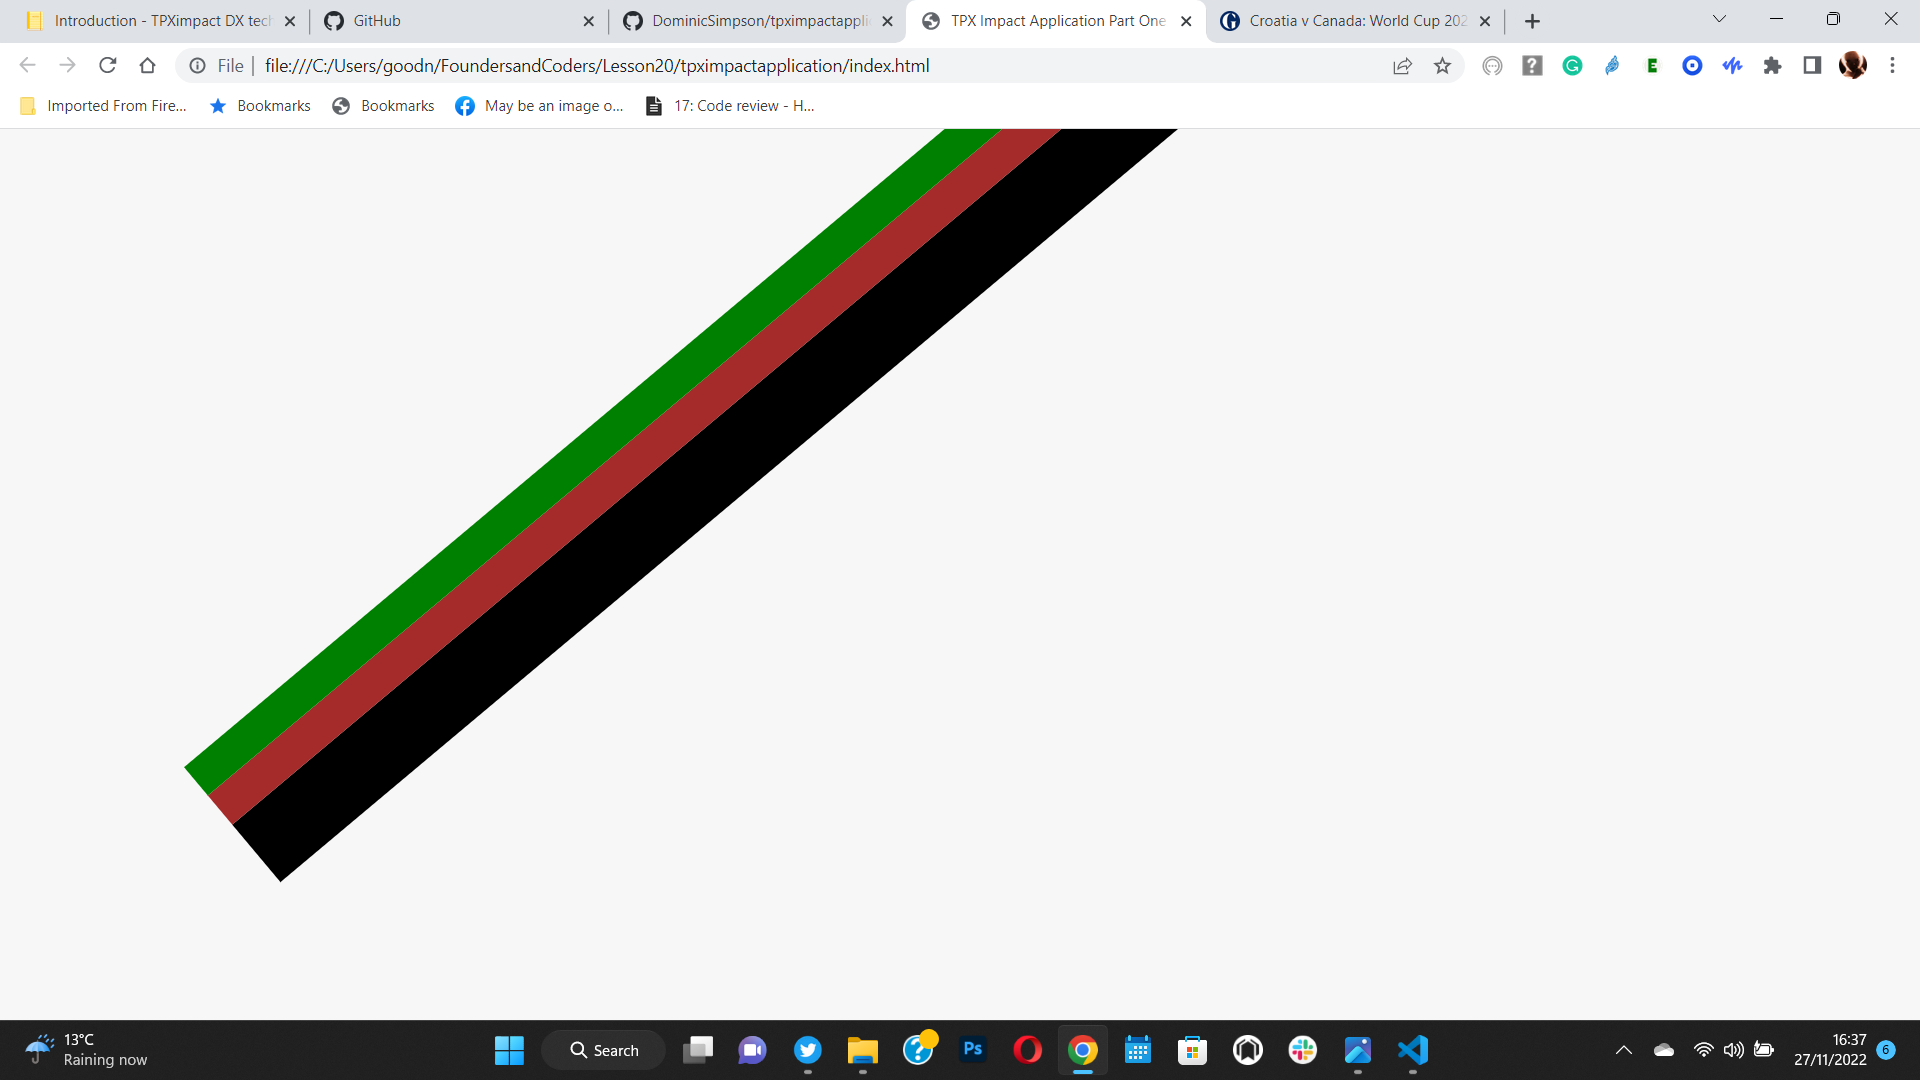 Introduction - TPXimpact DX tech
GitHub
DominicSimpson/tpximpactappli
TPX Impact Application Part One
Croatia v Canada: World Cup 202
File
file:///C:/Users/goodn/FoundersandCoders/Lesson20/tpximpactapplication/index.html
Imported From Fire...
Bookmarks
Bookmarks
May be an image o...
17: Code review - H...
13°C
Raining now
Search
Ps
16:37
27/11/2022
6